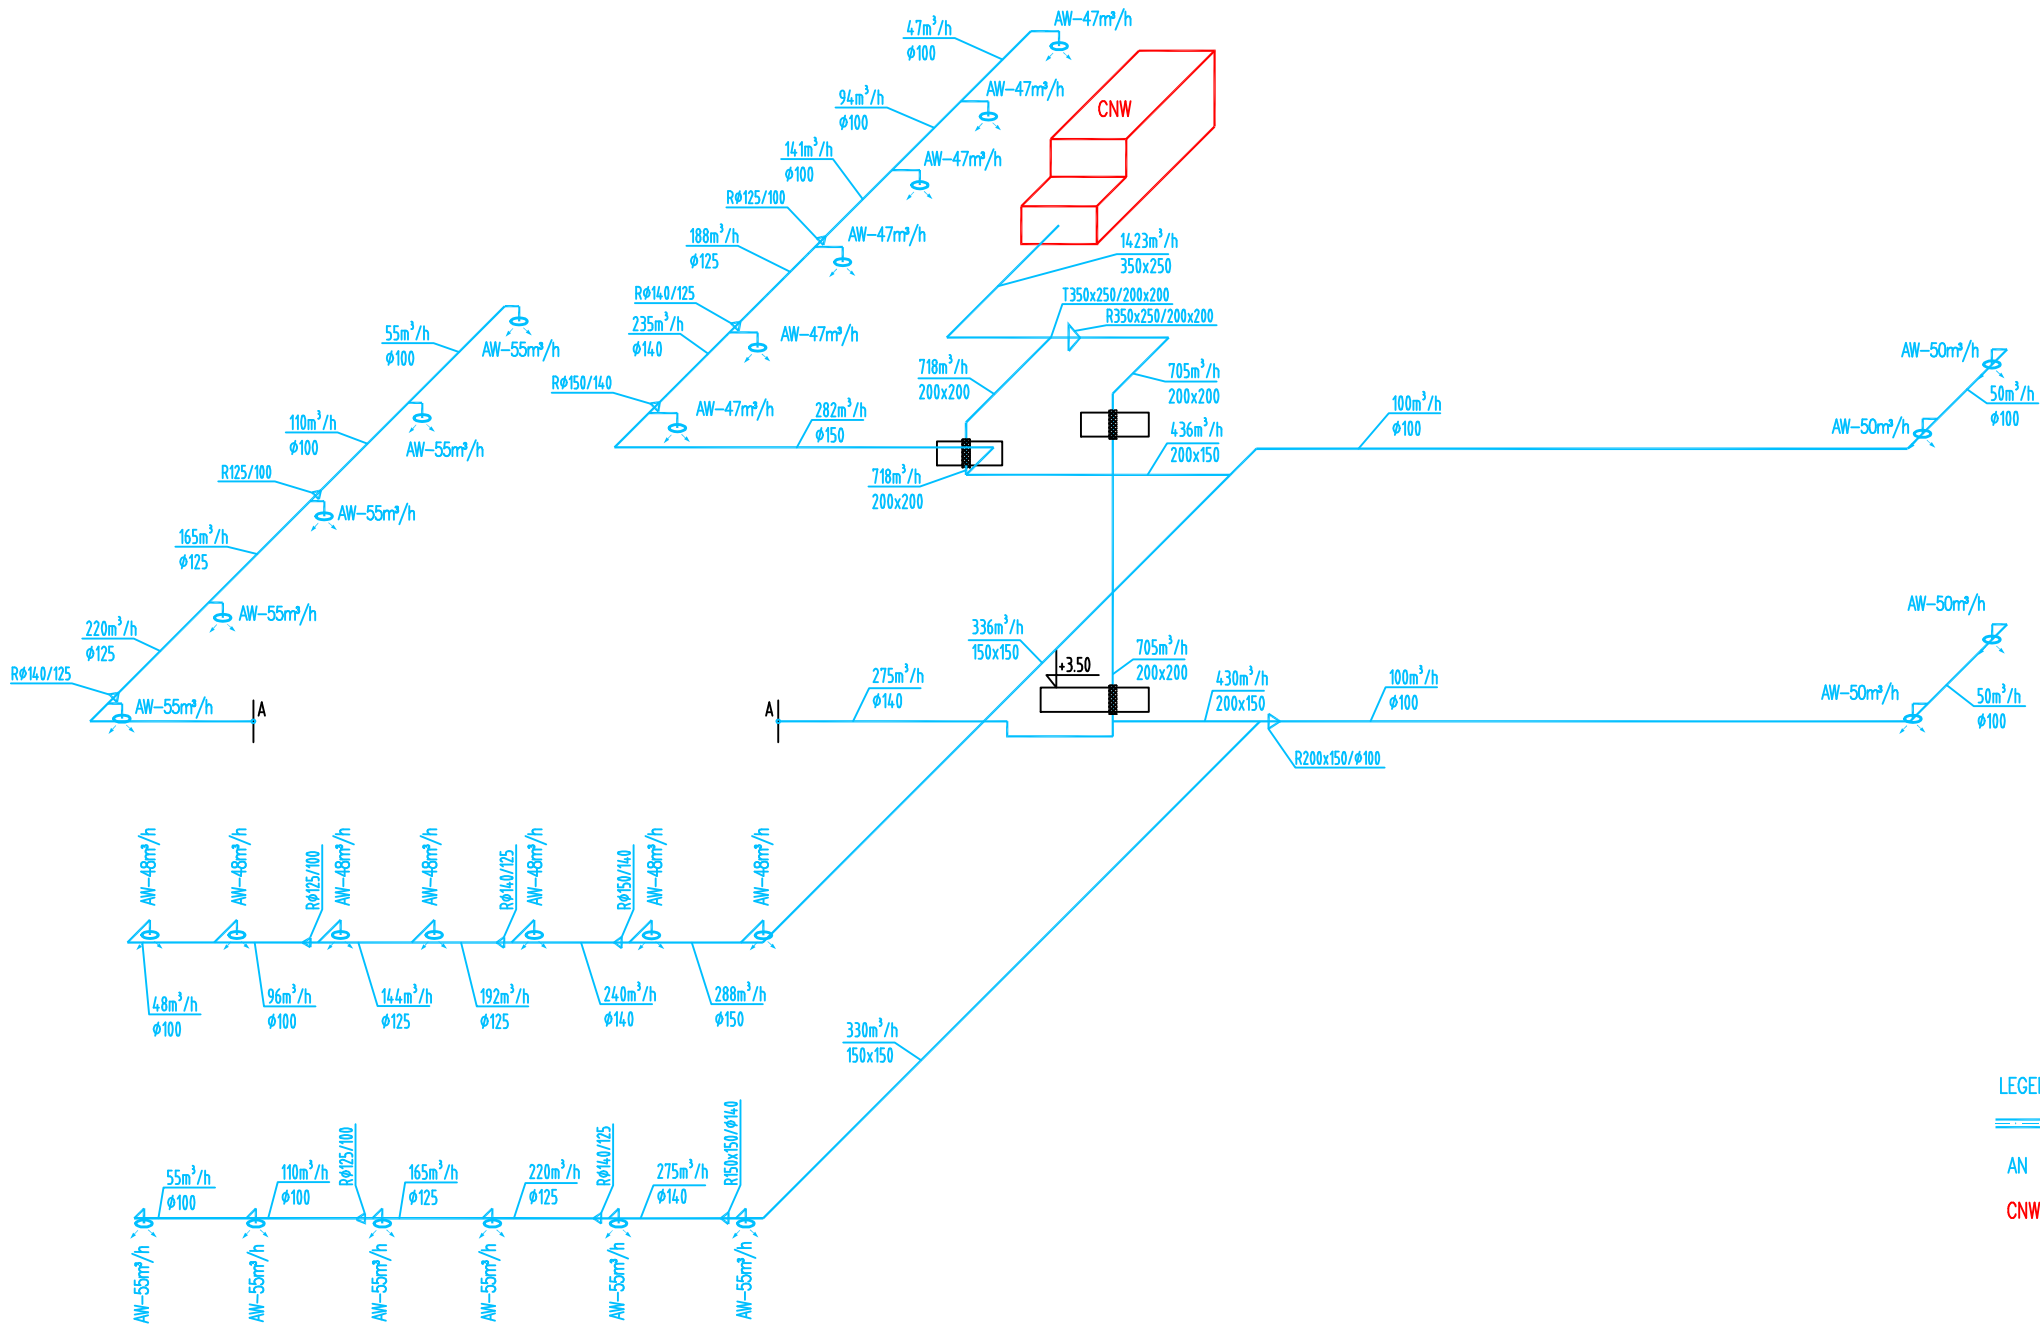 AW-47m³/h
47m³/h
ϕ100
AW-47m³/h
94m³/h
ϕ100
CNW
141m³/h
ϕ100
AW-47m³/h
Rϕ125/100
188m³/h
ϕ125
AW-47m³/h
1423m³/h
350x250
Rϕ140/125
235m³/h
ϕ140
AW-47m³/h
T350x250/200x200
R350x250/200x200
55m³/h
ϕ100
AW-55m³/h
Rϕ150/140
AW-47m³/h
282m³/h
ϕ150
718m³/h
200x200
705m³/h
200x200
436m³/h
200x150
718m³/h
200x200
100m³/h
ϕ100
AW-50m³/h
AW-50m³/h
50m³/h
ϕ100
110m³/h
ϕ100
AW-55m³/h
R125/100
AW-55m³/h
165m³/h
ϕ125
AW-55m³/h
220m³/h
ϕ125
Rϕ140/125
AW-55m³/h
A
A
275m³/h
ϕ140
336m³/h
150x150
+3.50
705m³/h
200x200
430m³/h
200x150
100m³/h
ϕ100
R200x150/ϕ100
AW-50m³/h
AW-50m³/h
50m³/h
ϕ100
AW-48m³/h
AW-48m³/h
Rϕ125/100
AW-48m³/h
AW-48m³/h
Rϕ140/125
AW-48m³/h
Rϕ150/140
AW-48m³/h
AW-48m³/h
48m³/h
ϕ100
96m³/h
ϕ100
144m³/h
ϕ125
192m³/h
ϕ125
240m³/h
ϕ140
288m³/h
ϕ150
330m³/h
150x150
55m³/h
ϕ100
110m³/h
ϕ100
Rϕ125/100
165m³/h
ϕ125
220m³/h
ϕ125
Rϕ140/125
275m³/h
ϕ140
R150x150/ϕ140
AW-55m³/h
AW-55m³/h
AW-55m³/h
AW-55m³/h
AW-55m³/h
AW-55m³/h
AN
CNW